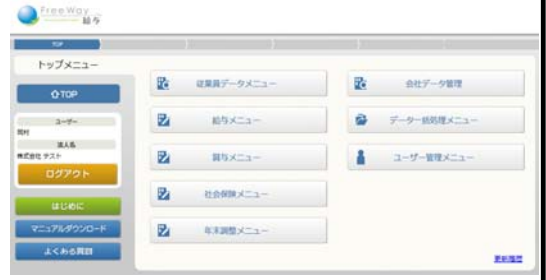 FreeWay
給与
TOP
トップメニュー
TOP
ユーザー
岡村
法人名
株式会社 テスト
ログアウト
はじめに
マニュアルダウンロード
よくある質問
従業員データメニュー
会社データ管理
給与メニュー
データ一括処理メニュー
賞与メニュー
ユーザー管理メニュー
社会保険メニュー
年末調整メニュー
更新履歴